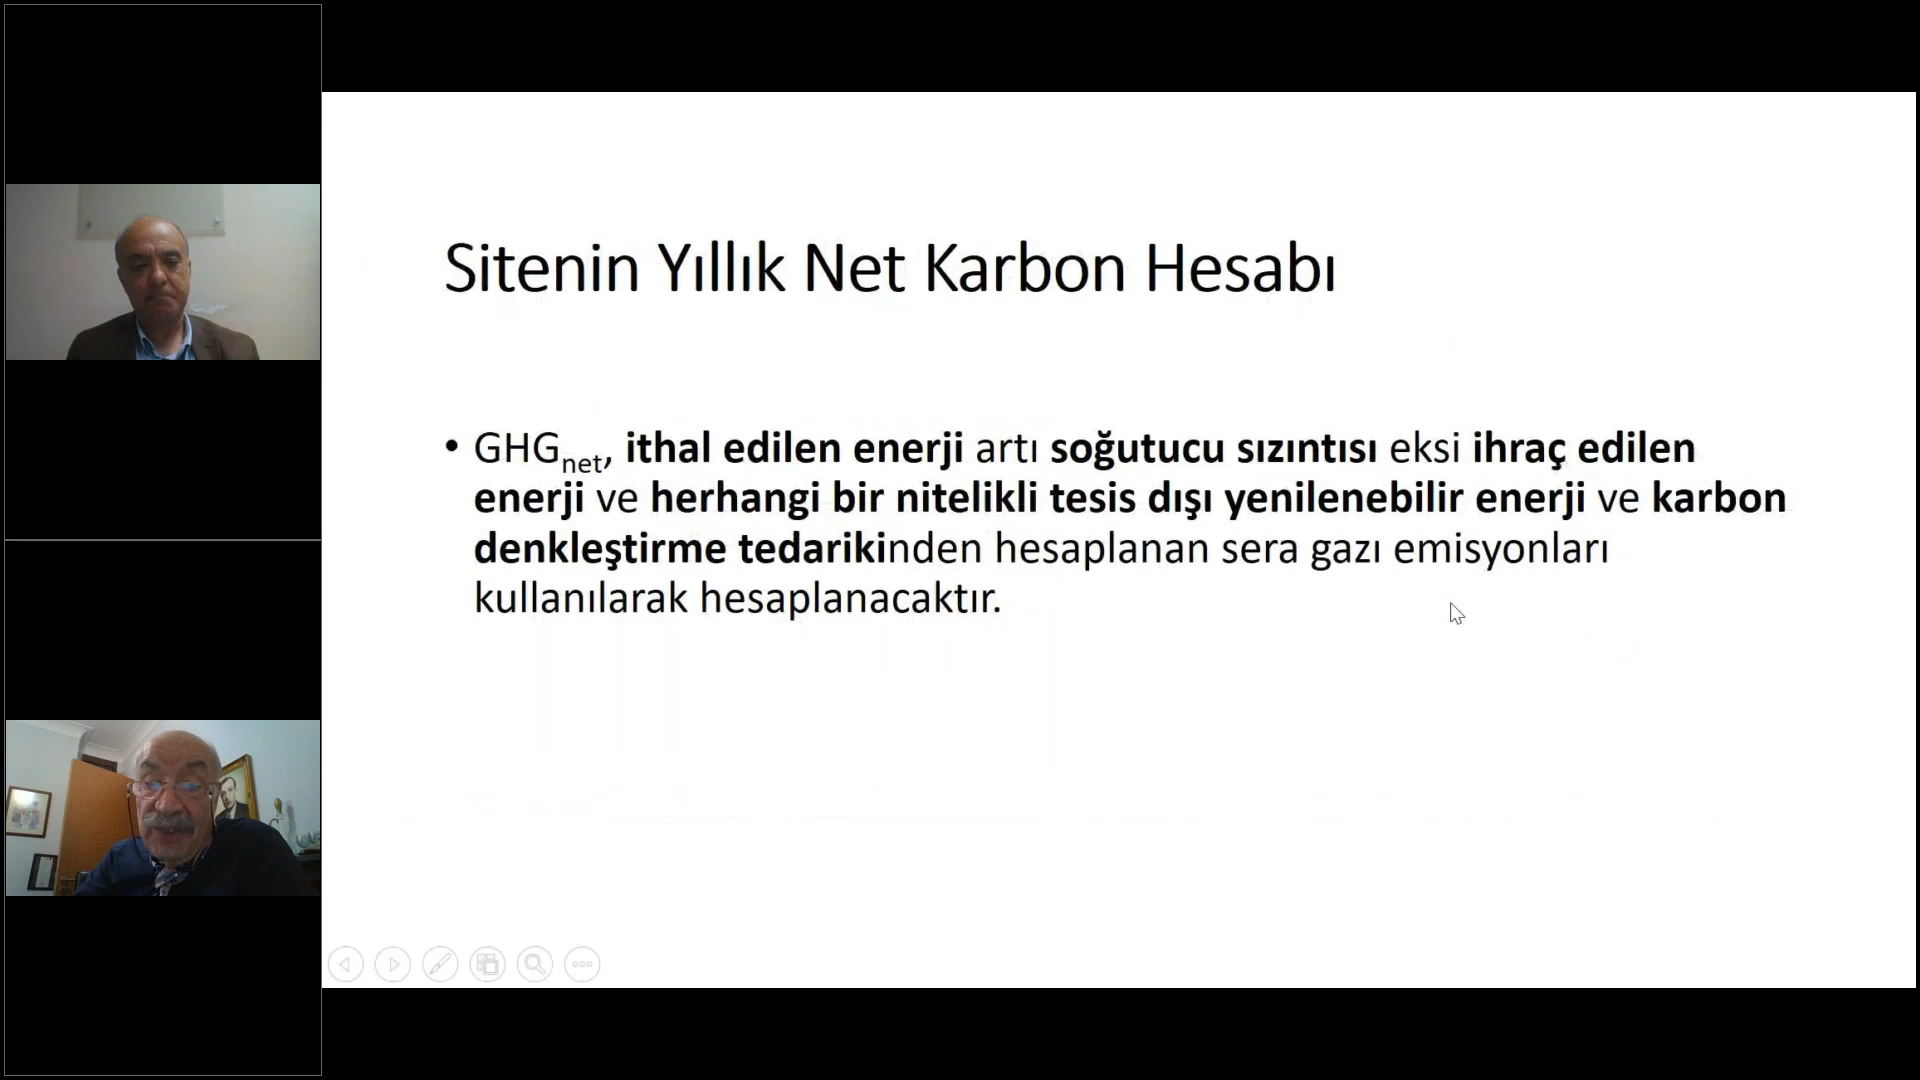 Sitenin Yıllık Net Karbon Hesabı
• GHGnet, ithal edilen enerji artı soğutucu sızıntısı eksi ihraç edilen
enerji ve herhangi bir nitelikli tesis dışı yenilenebilir enerji ve karbon
denkleştirme tedarikinden hesaplanan sera gazı emisyonları
kullanılarak hesaplanacaktır.